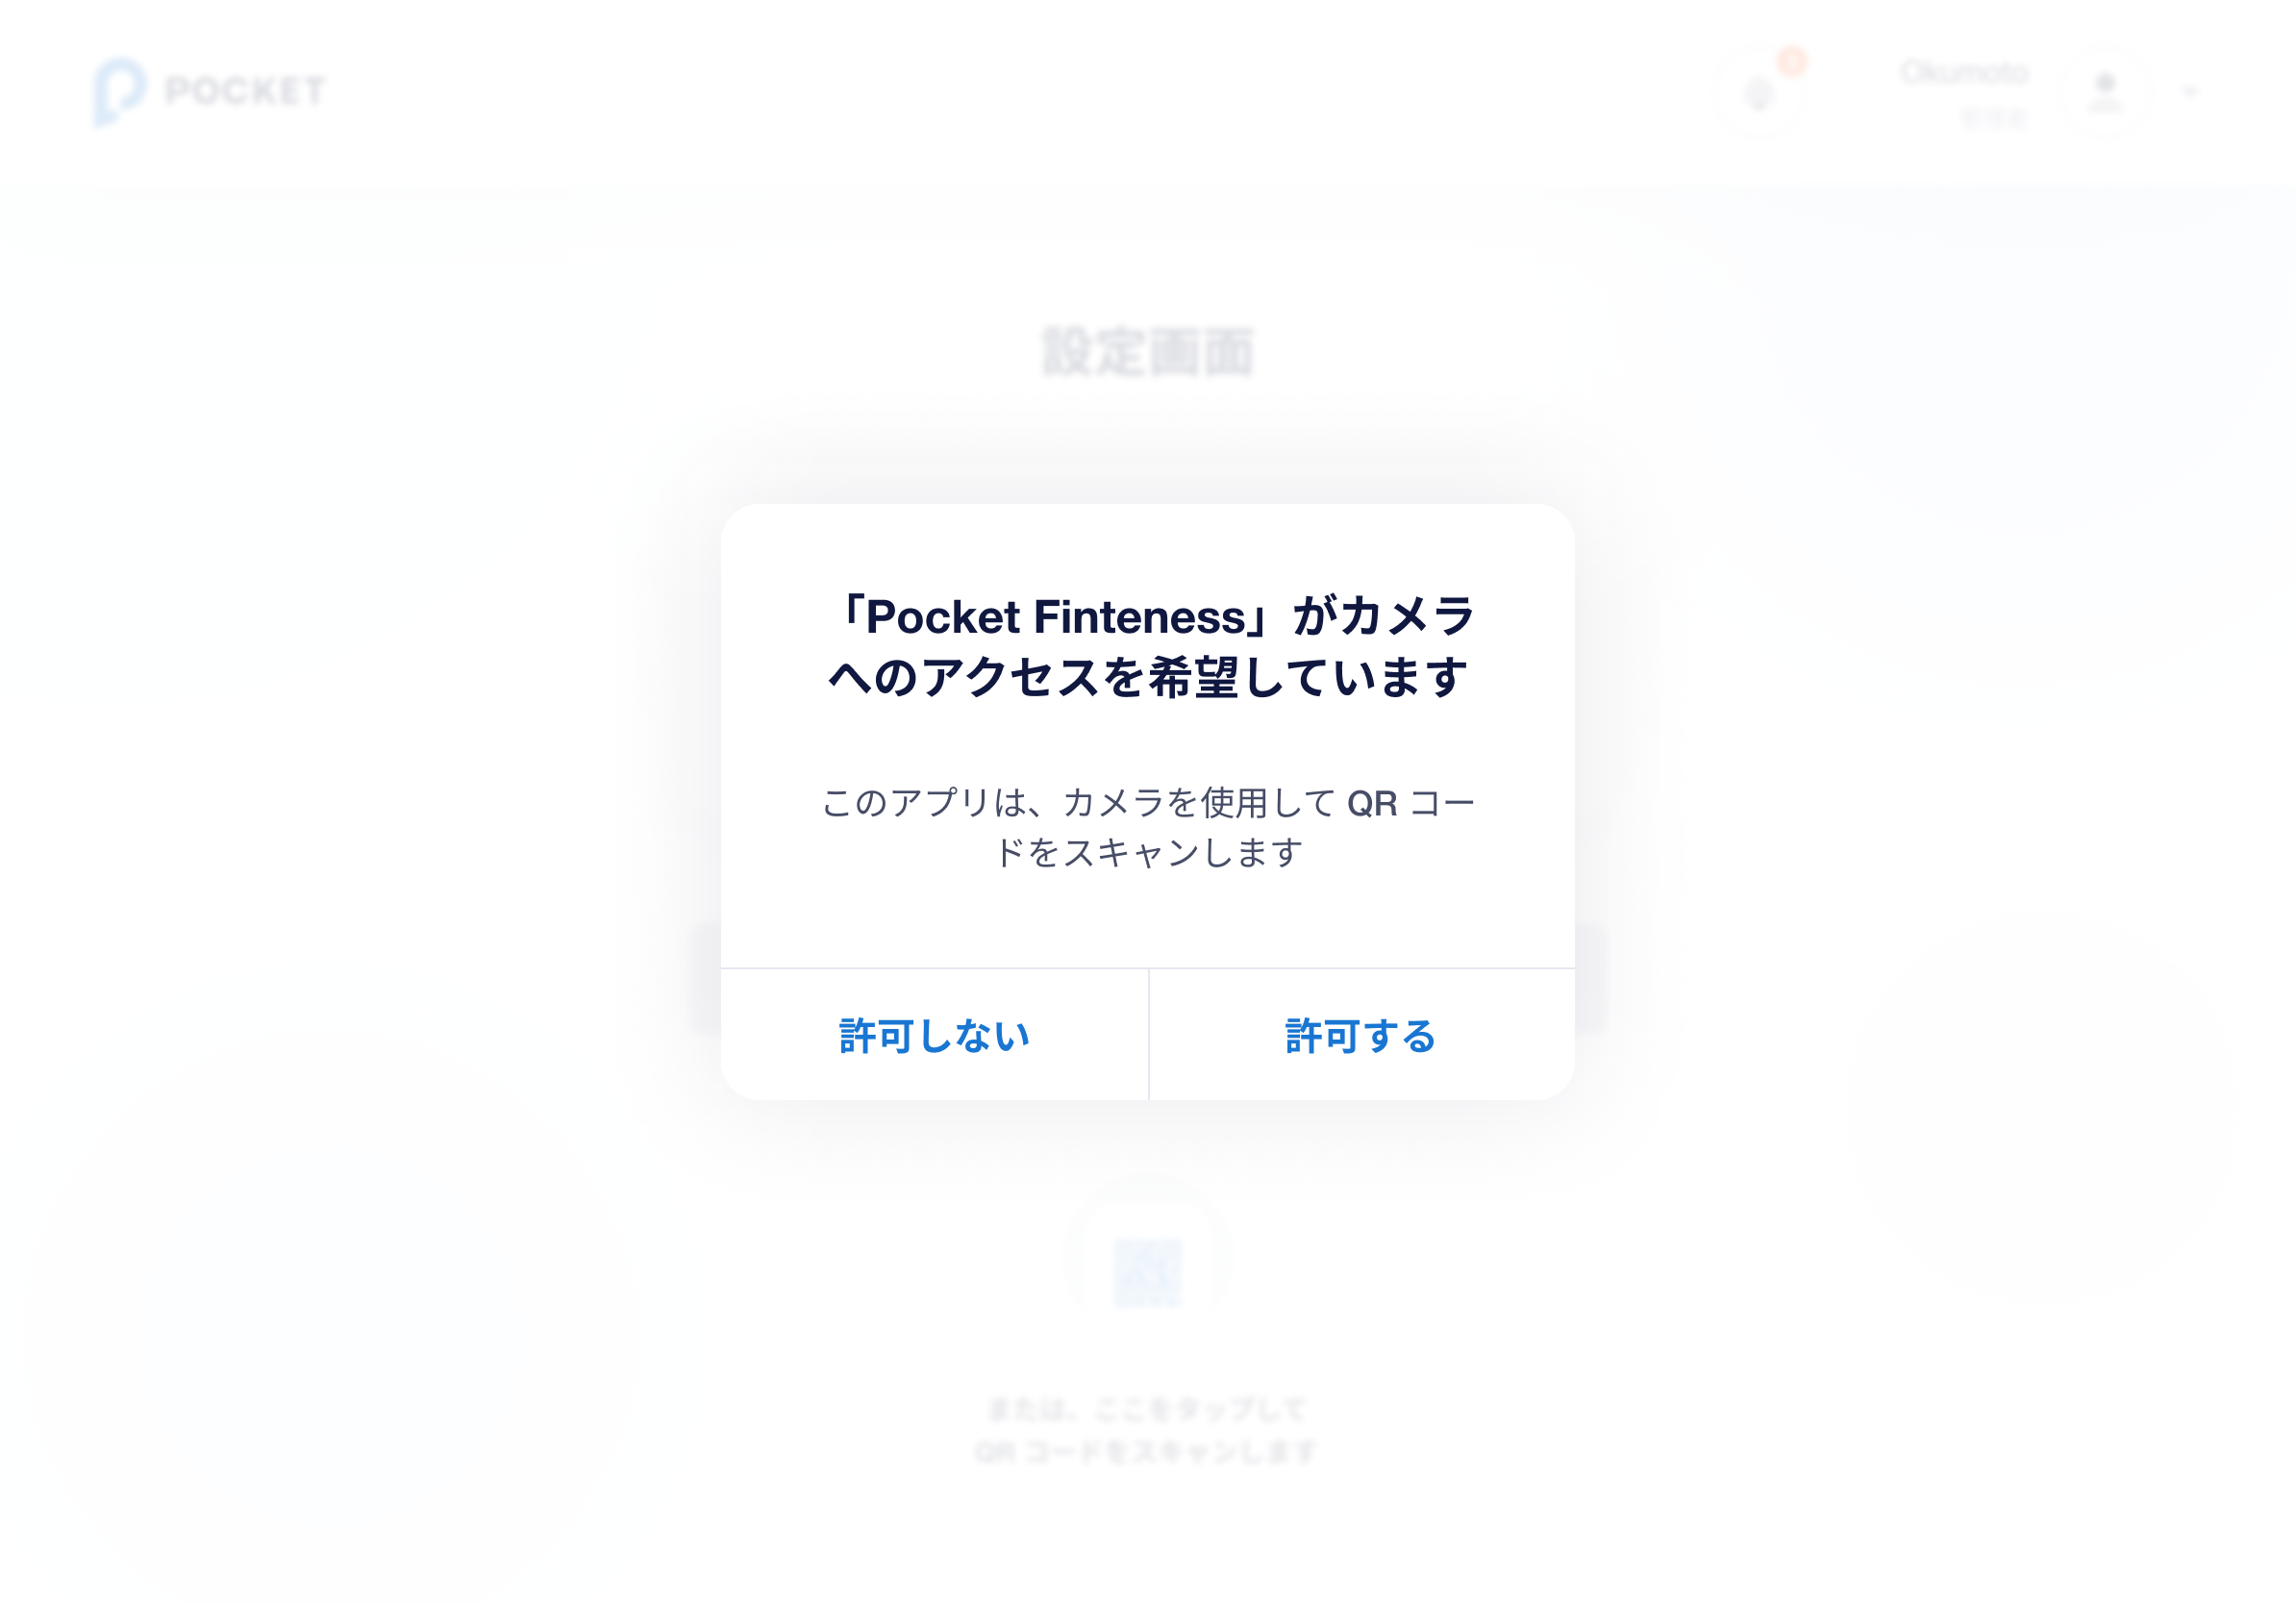 POCKET
Okumoto
設定画面
「Pocket Finteness」がカメラ
へのアクセスを希望しています
このアプリは、カメラを使用して QR コー
ドをスキャンします
許可しない
許可する
または、ここをタップして
QR コードをスキャンします